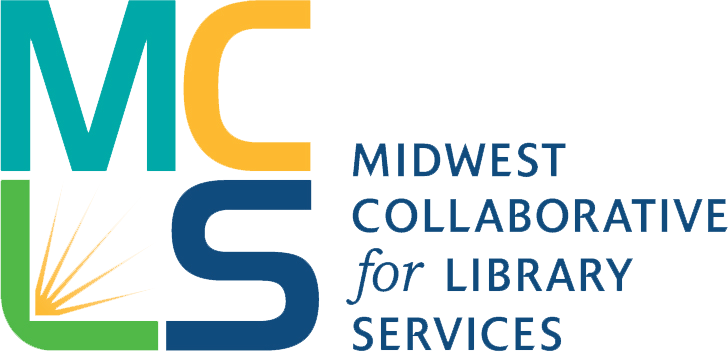 MC
LS
MIDWEST
COLLABORATIVE
for LIBRARY
SERVICES